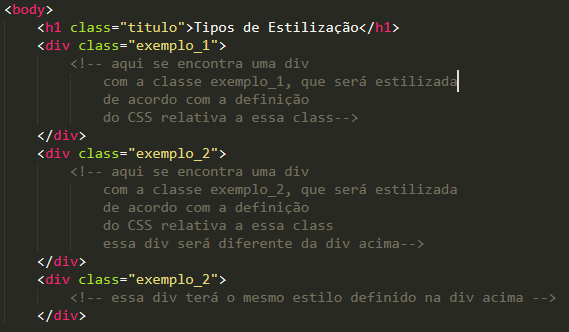 <body>
<h1 class="titulo">Tipos de Estilização</h1>
<div class="exemplo_1">
<!-- aqui se encontra uma div
com a classe exemplo_1, que será estilizada
de acordo com a definição
do CSS relativa a essa class-->
</div>
<div class="exemplo_2">
<!-- aqui se encontra uma div
com a classe exemplo_2, que será estilizada
de acordo com a definição
do CSS relativa a essa class
essa div será diferente da div acima-->
</div>
<div class="exemplo_2">
<!-- essa div terá o mesmo estilo definido na div acima -->
</div>